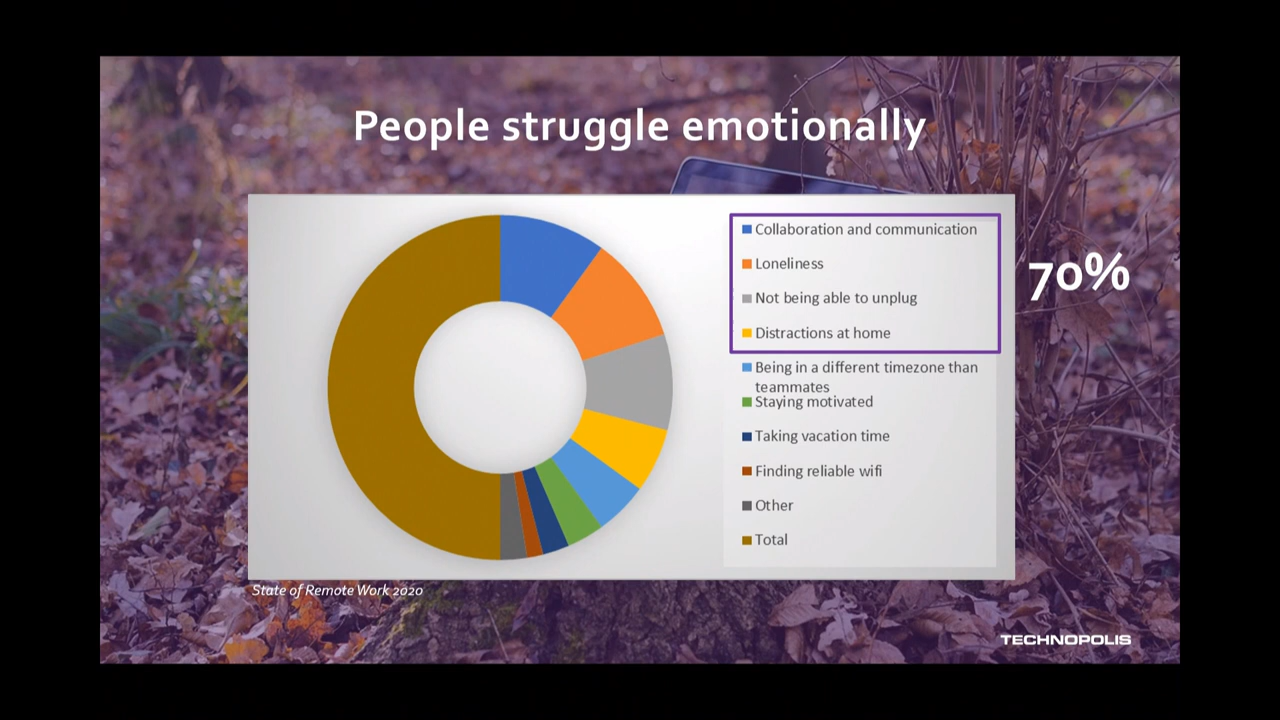 People struggle emotionally
Collaboration and communication
Loneliness
Not being able to unplug
Distractions at home
70%
Being in a different timezone than
teammates
Staying motivated
Taking vacation time
Finding reliable wifi
Other
Total
State of Remote Work 2020
TECHNOPOLIS